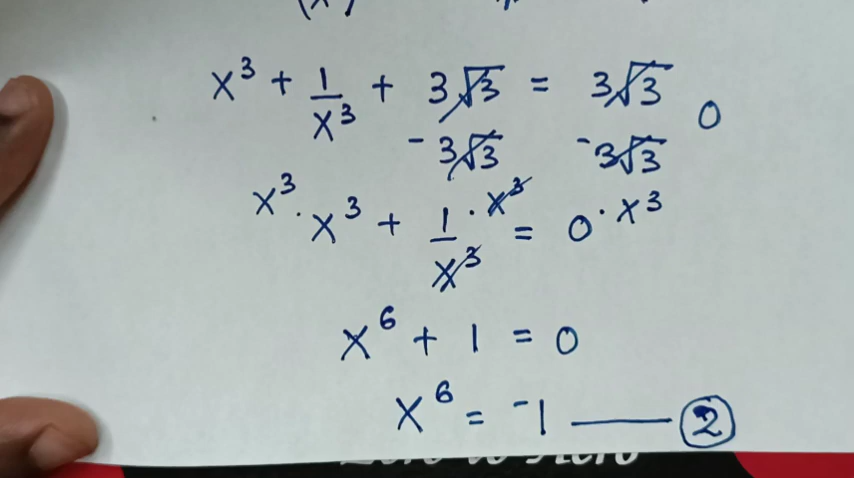 x³ + 1/x³ + 3√3 = 3√3 0
-3√3 -3√3
x³ · x³ + 1/x³ · x³ = 0 · x³
x⁶ + 1 = 0
x⁶ = -1 —— ②